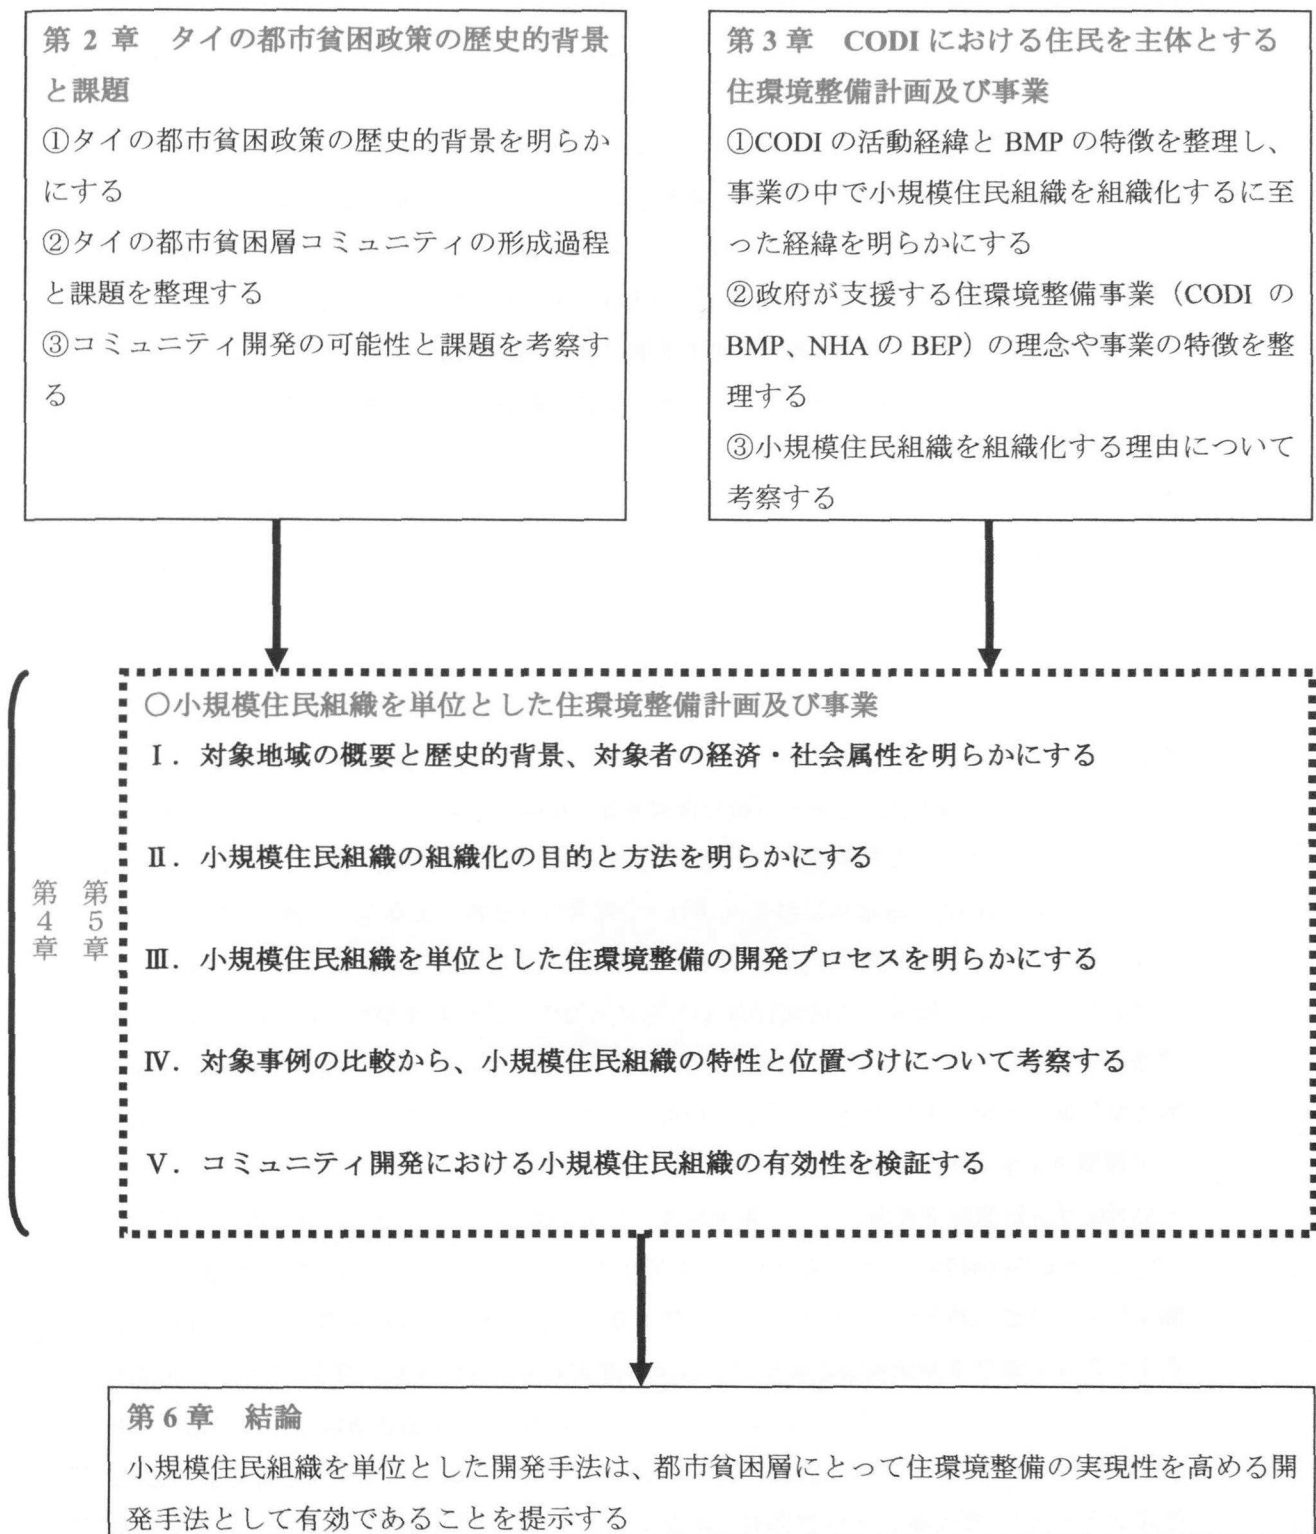 第 2 章　タイの都市貧困政策の歴史的背景
と課題
①タイの都市貧困政策の歴史的背景を明らか
にする
②タイの都市貧困層コミュニティの形成過程
と課題を整理する
③コミュニティ開発の可能性と課題を考察す
る
第 3 章　CODI における住民を主体とする
住環境整備計画及び事業
①CODI の活動経緯と BMP の特徴を整理し、
事業の中で小規模住民組織を組織化するに至
った経緯を明らかにする
②政府が支援する住環境整備事業（CODI の
BMP、NHA の BEP）の理念や事業の特徴を整
理する
③小規模住民組織を組織化する理由について
考察する
第4章
第5章
○小規模住民組織を単位とした住環境整備計画及び事業
Ⅰ．対象地域の概要と歴史的背景、対象者の経済・社会属性を明らかにする
Ⅱ．小規模住民組織の組織化の目的と方法を明らかにする
Ⅲ．小規模住民組織を単位とした住環境整備の開発プロセスを明らかにする
Ⅳ．対象事例の比較から、小規模住民組織の特性と位置づけについて考察する
Ⅴ．コミュニティ開発における小規模住民組織の有効性を検証する
第 6 章　結論
小規模住民組織を単位とした開発手法は、都市貧困層にとって住環境整備の実現性を高める開
発手法として有効であることを提示する